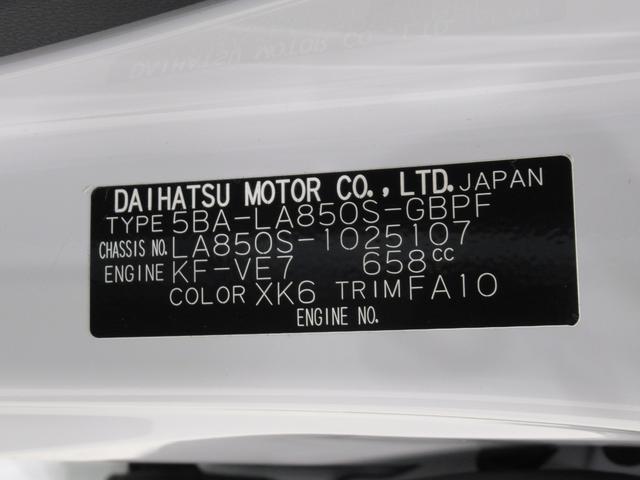 DAIHATSU MOTOR CO., LTD. JAPAN
TYPE 5BA-LA850S-GBPF
CHASSIS NO. LA850S-1025107
ENGINE KF-VE7 658cc
COLOR XK6 TRIM FA10
ENGINE NO.